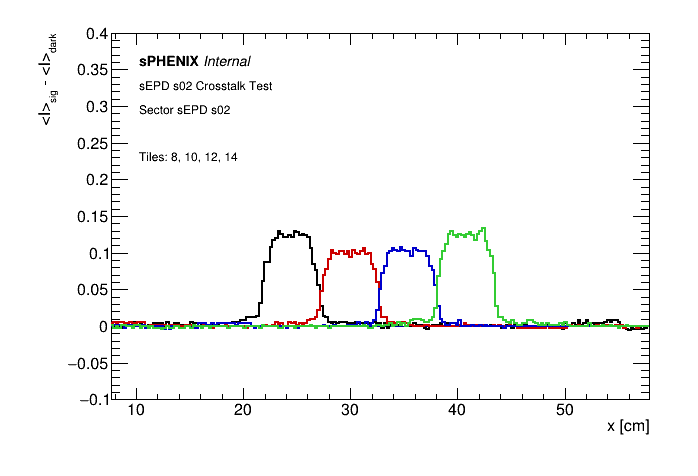 <I>sig - <I>dark
0.4
sPHENIX Internal
0.35
sEPD s02 Crosstalk Test
0.3
Sector sEPD s02
0.25
Tiles: 8, 10, 12, 14
0.2
0.15
0.1
0.05
0
−0.05
−0.1
10 20 30 40 50
x [cm]